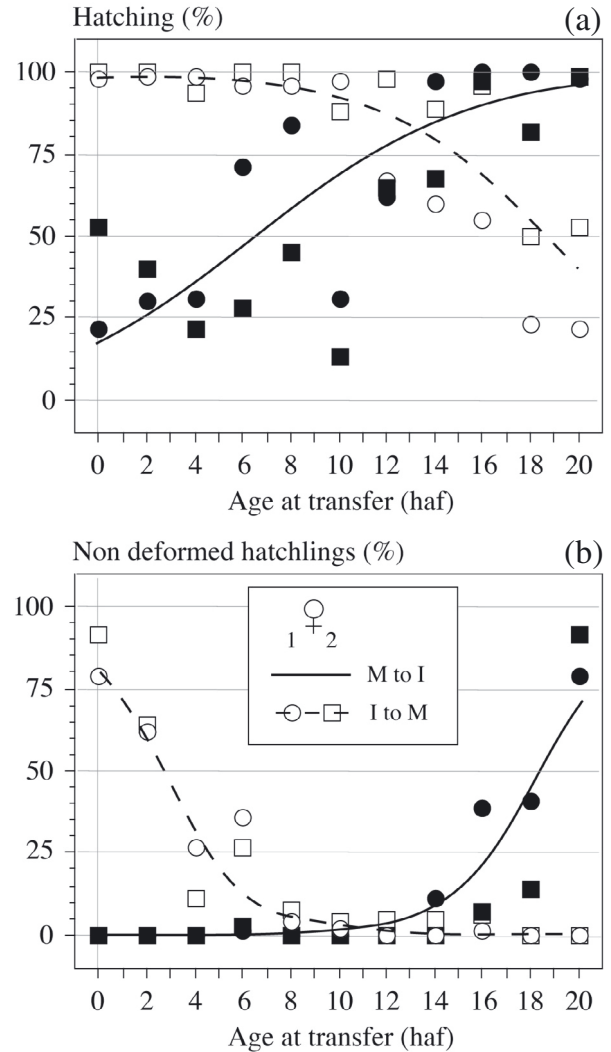 Hatching (%)
(a)
100
75
50
25
0
0 2 4 6 8 10 12 14 16 18 20
Age at transfer (haf)
Non deformed hatchlings (%)
(b)
100
75
50
25
0
1 ♀ 2
M to I
I to M
0 2 4 6 8 10 12 14 16 18 20
Age at transfer (haf)